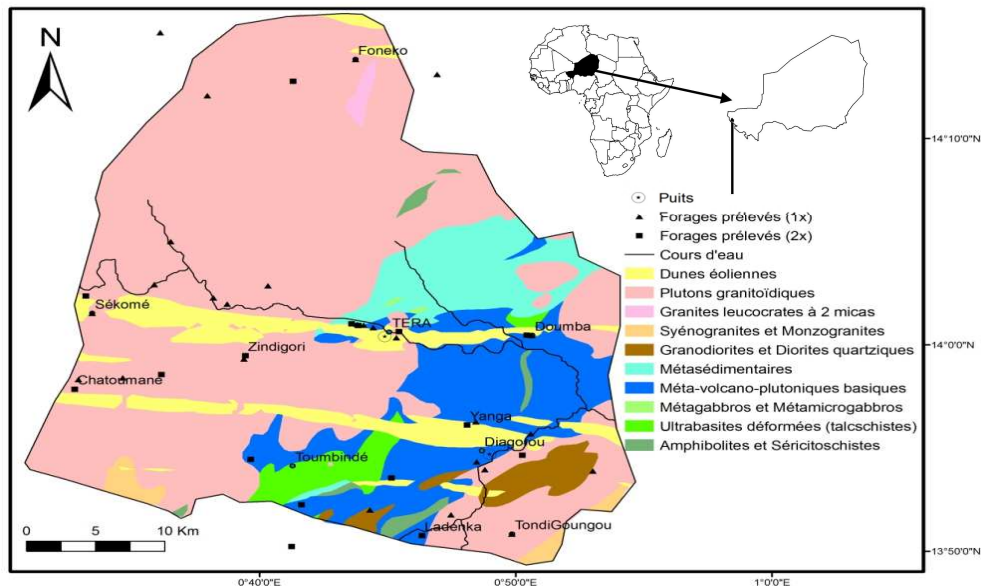 N
Foneko
14°10'0"N
Puits
Forages prélevés (1x)
Forages prélevés (2x)
Cours d'eau
Dunes éoliennes
Plutons granitoïdiques
Granites leucocrates à 2 micas
Syénogranites et Monzogranites
Granodiorites et Diorites quartziques
Métasédimentaires
Méta-volcano-plutoniques basiques
Métagabbros et Métamicrogabbros
Ultrabasites déformées (talcschistes)
Amphibolites et Séricitoschistes
Sékomé
TERA
Doumba
Zindigori
14°0'0"N
Chatoumane
Yanga
Diagorou
Toumbindé
Ladénka
TondiGoungou
0 5 10 Km
13°50'0"N
0°40'0"E
0°50'0"E
1°0'0"E